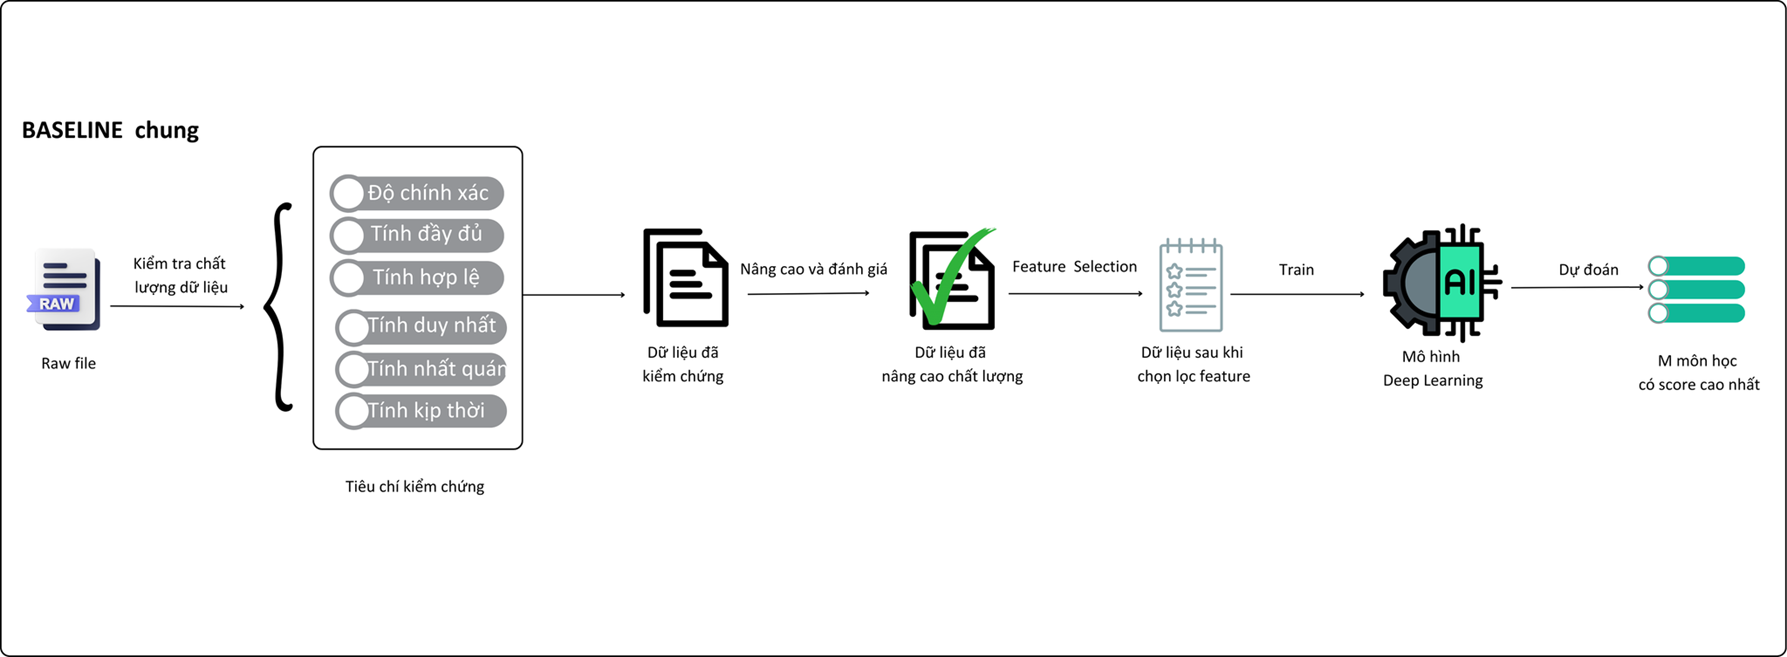 BASELINE chung
RAW
Raw file
Kiểm tra chất
lượng dữ liệu
Độ chính xác
Tính đầy đủ
Tính hợp lệ
Tính duy nhất
Tính nhất quán
Tính kịp thời
Tiêu chí kiểm chứng
Dữ liệu đã
kiểm chứng
Nâng cao và đánh giá
Dữ liệu đã
nâng cao chất lượng
Feature Selection
Dữ liệu sau khi
chọn lọc feature
Train
AI
Mô hình
Deep Learning
Dự đoán
M môn học
có score cao nhất